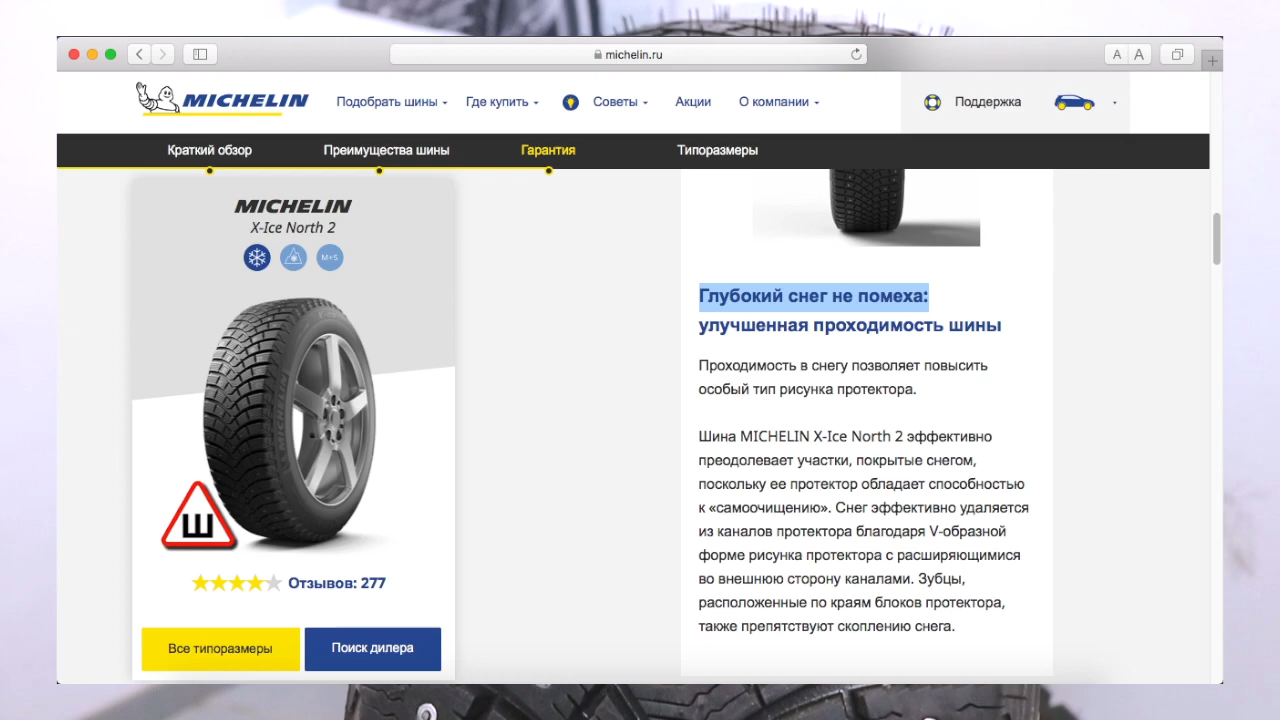 michelin.ru
A A
MICHELIN
Подобрать шины
Где купить
Советы
Акции
О компании
Поддержка
Краткий обзор
Преимущества шины
Гарантия
Типоразмеры
MICHELIN
X-Ice North 2
M+S
Ш
Отзывов: 277
Все типоразмеры
Поиск дилера
Глубокий снег не помеха:
улучшенная проходимость шины
Проходимость в снегу позволяет повысить
особый тип рисунка протектора.
Шина MICHELIN X-Ice North 2 эффективно
преодолевает участки, покрытые снегом,
поскольку ее протектор обладает способностью
к «самоочищению». Снег эффективно удаляется
из каналов протектора благодаря V-образной
форме рисунка протектора с расширяющимися
во внешнюю сторону каналами. Зубцы,
расположенные по краям блоков протектора,
также препятствуют скоплению снега.